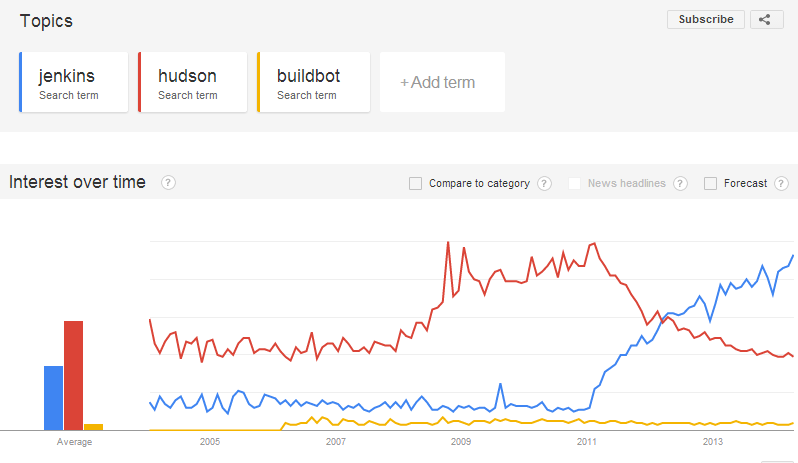 Topics
Subscribe
jenkins
Search term
hudson
Search term
buildbot
Search term
+Add term
Interest over time ?
Compare to category ?
News headlines ?
Forecast ?
Average
2005 2007 2009 2011 2013